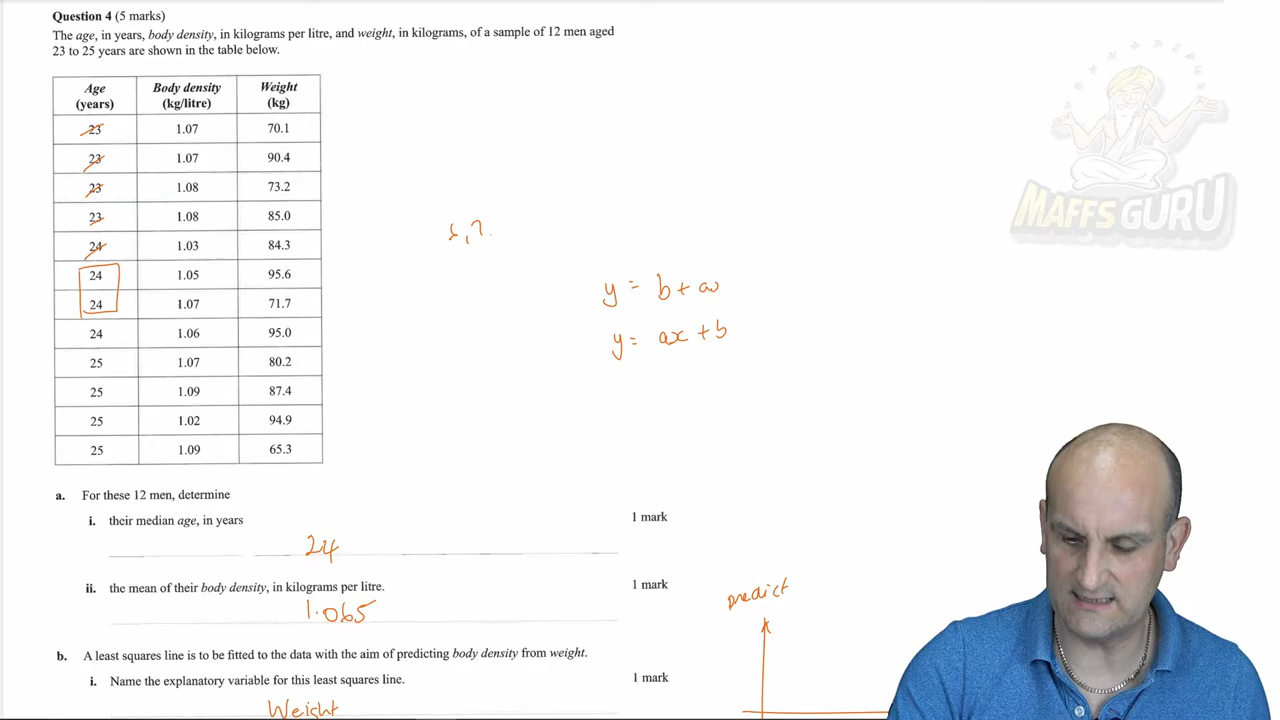 Question 4 (5 marks)
The age, in years, body density, in kilograms per litre, and weight, in kilograms, of a sample of 12 men aged
23 to 25 years are shown in the table below.
Age (years) Body density (kg/litre) Weight (kg)
23 1.07 70.1
23 1.07 90.4
23 1.08 73.2
23 1.08 85.0
24 1.03 84.3
24 1.05 95.6
24 1.07 71.7
24 1.06 95.0
25 1.07 80.2
25 1.09 87.4
25 1.02 94.9
25 1.09 65.3
y = b + ax
y = ax + b
MAFFS GURU
a. For these 12 men, determine
i. their median age, in years 1 mark
24
ii. the mean of their body density, in kilograms per litre. 1 mark
1.065
predict
b. A least squares line is to be fitted to the data with the aim of predicting body density from weight.
i. Name the explanatory variable for this least squares line. 1 mark
Weight